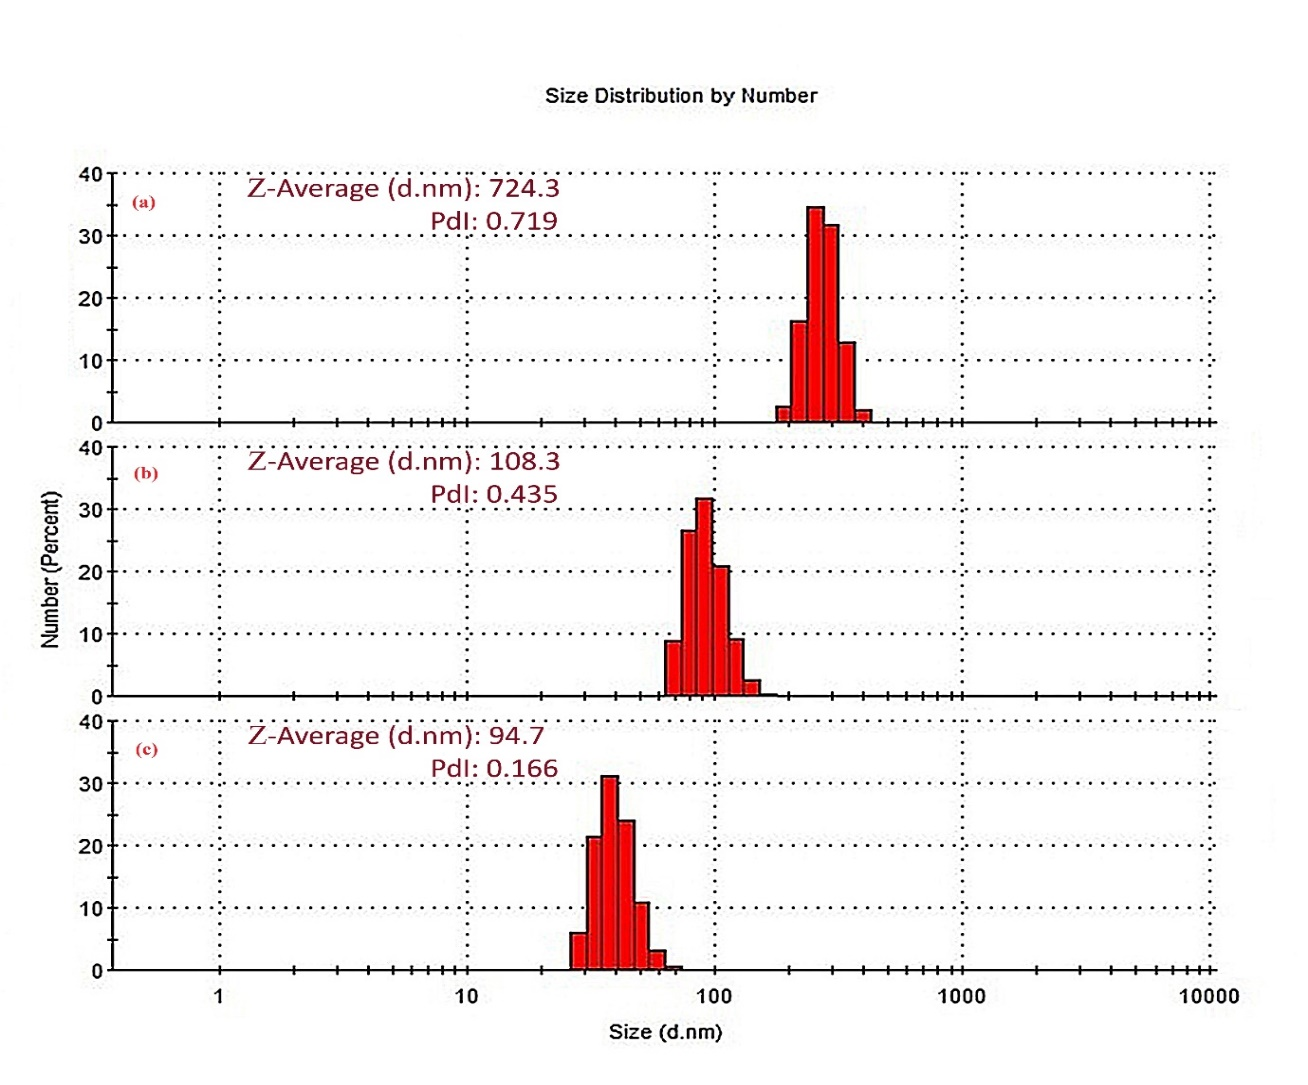 Size Distribution by Number
40
(a)
Z-Average (d.nm): 724.3
PdI: 0.719
30
20
10
0
40
(b)
Z-Average (d.nm): 108.3
PdI: 0.435
30
20
10
0
Number (Percent)
40
(c)
Z-Average (d.nm): 94.7
PdI: 0.166
30
20
10
0
1 10 100 1000 10000
Size (d.nm)